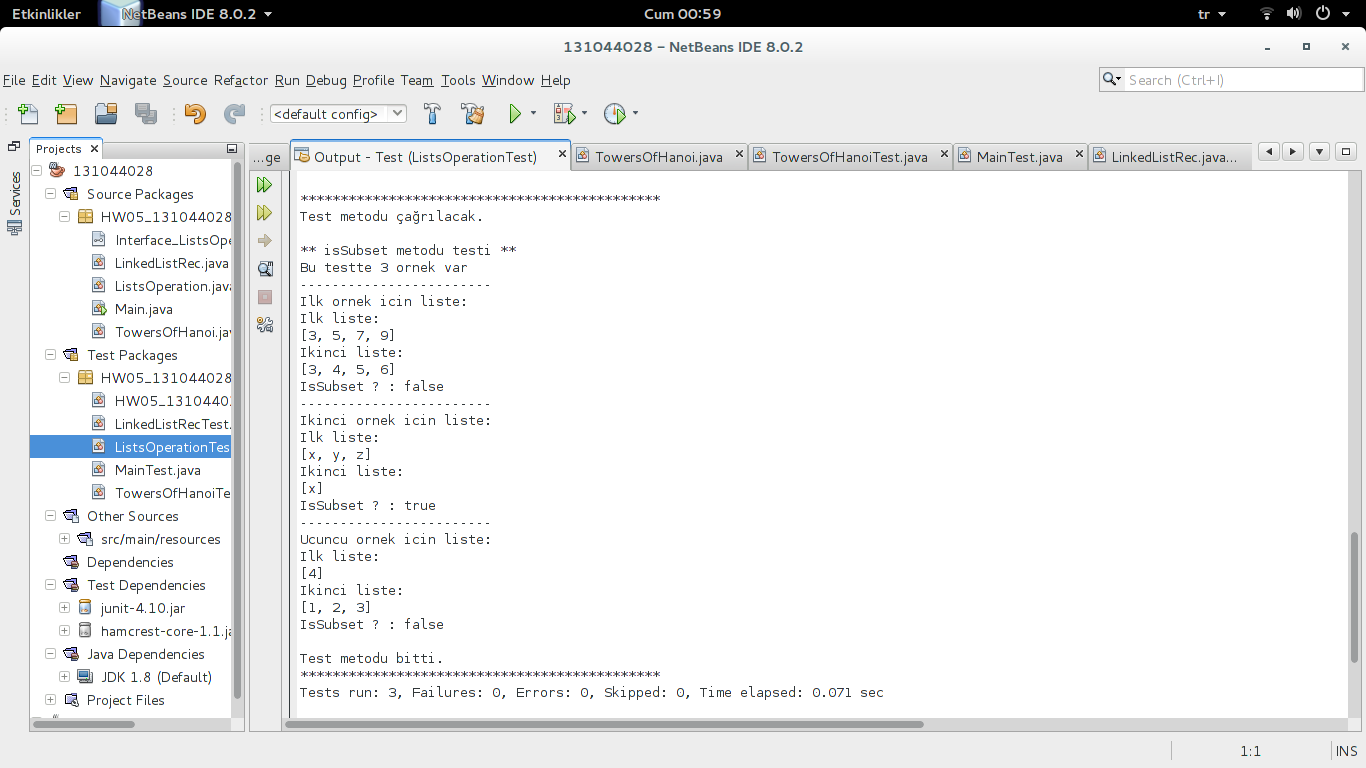 Etkinlikler
NetBeans IDE 8.0.2
Cum 00:59
tr
131044028 – NetBeans IDE 8.0.2
File Edit View Navigate Source Refactor Run Debug Profile Team Tools Window Help
Search (Ctrl+I)
<default config>
Projects
...ge
Output - Test (ListsOperationTest)
TowersOfHanoi.java
TowersOfHanoiTest.java
MainTest.java
LinkedListRec.java...
Services
131044028
Source Packages
HW05_131044028
Interface_ListsOpe
LinkedListRec.java
ListsOperation.java
Main.java
TowersOfHanoi.jav
Test Packages
HW05_131044028
HW05_1310440
LinkedListRecTest.
ListsOperationTes
MainTest.java
TowersOfHanoiTe
Other Sources
src/main/resources
Dependencies
Test Dependencies
junit-4.10.jar
hamcrest-core-1.1.ja
Java Dependencies
JDK 1.8 (Default)
Project Files
*********************************************
Test metodu çağrılacak.
** isSubset metodu testi **
Bu testte 3 ornek var
------------------------
Ilk ornek icin liste:
Ilk liste:
[3, 5, 7, 9]
Ikinci liste:
[3, 4, 5, 6]
IsSubset ? : false
------------------------
Ikinci ornek icin liste:
Ilk liste:
[x, y, z]
Ikinci liste:
[x]
IsSubset ? : true
------------------------
Ucuncu ornek icin liste:
Ilk liste:
[4]
Ikinci liste:
[1, 2, 3]
IsSubset ? : false
Test metodu bitti.
*********************************************
Tests run: 3, Failures: 0, Errors: 0, Skipped: 0, Time elapsed: 0.071 sec
1:1
INS